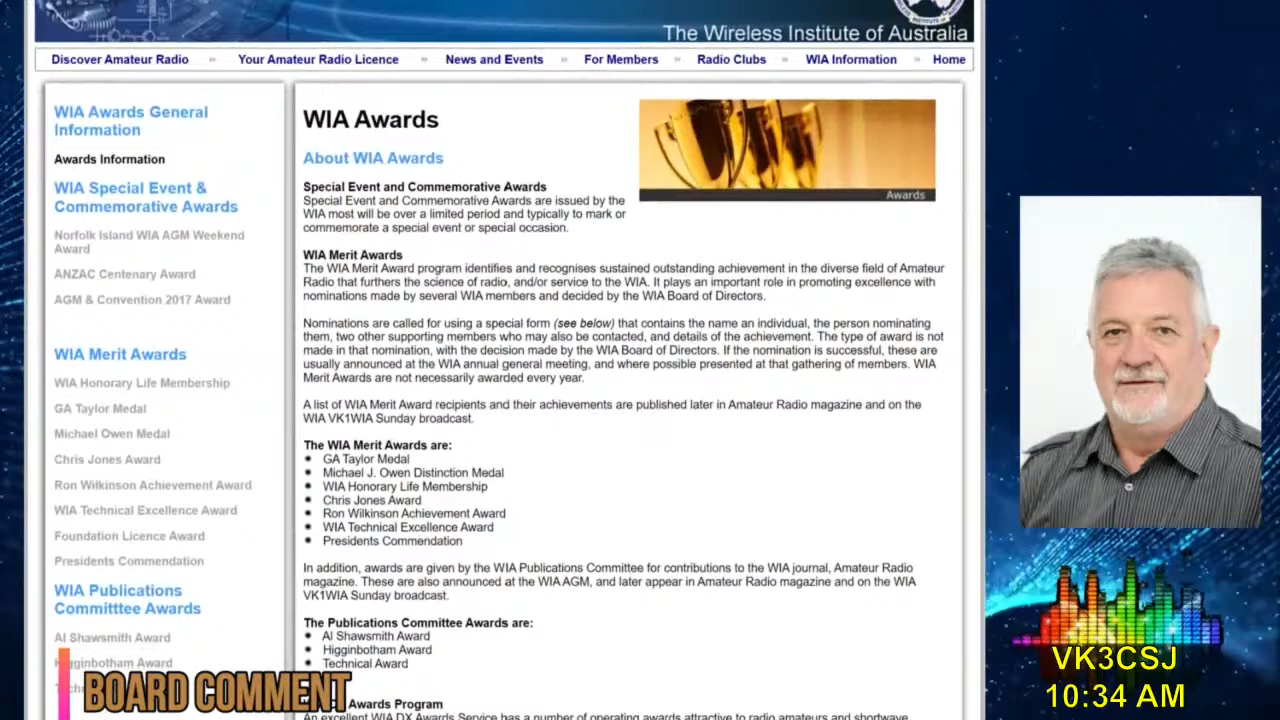 The Wireless Institute of Australia
Discover Amateur Radio
Your Amateur Radio Licence
News and Events
For Members
Radio Clubs
WIA Information
Home
WIA Awards General
Information
Awards Information
WIA Special Event &
Commemorative Awards
Norfolk Island WIA AGM Weekend
Award
ANZAC Centenary Award
AGM & Convention 2017 Award
WIA Merit Awards
WIA Honorary Life Membership
GA Taylor Medal
Michael Owen Medal
Chris Jones Award
Ron Wilkinson Achievement Award
WIA Technical Excellence Award
Foundation Licence Award
Presidents Commendation
WIA Publications
Committtee Awards
Al Shawsmith Award
Higginbotham Award
WIA Awards
About WIA Awards
Awards
Special Event and Commemorative Awards
Special Event and Commemorative Awards are issued by the
WIA most will be over a limited period and typically to mark or
commemorate a special event or special occasion.
WIA Merit Awards
The WIA Merit Award program identifies and recognises sustained outstanding achievement in the diverse field of Amateur
Radio that furthers the science of radio, and/or service to the WIA. It plays an important role in promoting excellence with
nominations made by several WIA members and decided by the WIA Board of Directors.
Nominations are called for using a special form (see below) that contains the name an individual, the person nominating
them, two other supporting members who may also be contacted, and details of the achievement. The type of award is not
made in that nomination, with the decision made by the WIA Board of Directors. If the nomination is successful, these are
usually announced at the WIA annual general meeting, and where possible presented at that gathering of members. WIA
Merit Awards are not necessarily awarded every year.
A list of WIA Merit Award recipients and their achievements are published later in Amateur Radio magazine and on the
WIA VK1WIA Sunday broadcast.
The WIA Merit Awards are:
GA Taylor Medal
Michael J. Owen Distinction Medal
WIA Honorary Life Membership
Chris Jones Award
Ron Wilkinson Achievement Award
WIA Technical Excellence Award
Presidents Commendation
In addition, awards are given by the WIA Publications Committee for contributions to the WIA journal, Amateur Radio
magazine. These are also announced at the WIA AGM, and later appear in Amateur Radio magazine and on the WIA
VK1WIA Sunday broadcast.
The Publications Committee Awards are:
Al Shawsmith Award
Higginbotham Award
Technical Award
Awards Program
An excellent WIA DX Awards Service has a number of operating awards attractive to radio amateurs and shortwave
BOARD COMMENT
VK3CSJ
10:34 AM